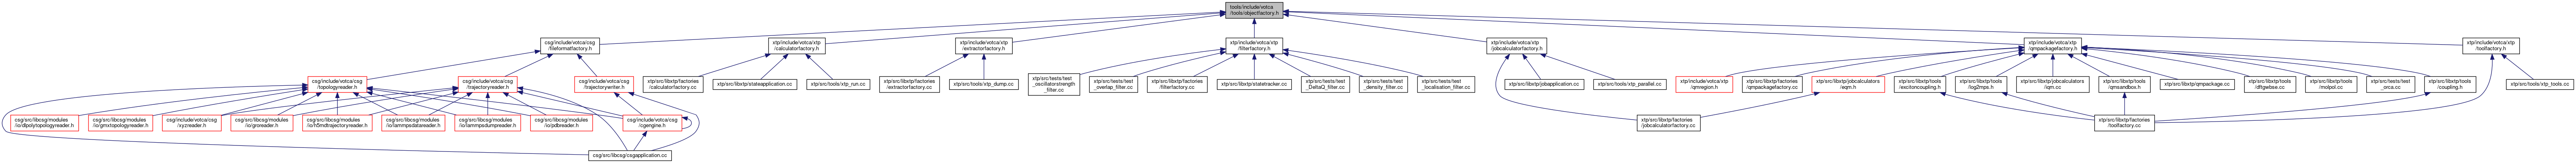 tools/include/votca
/tools/objectfactory.h
csg/include/votca/csg
/fileformatfactory.h
xtp/include/votca/xtp
/calculatorfactory.h
xtp/include/votca/xtp
/extractorfactory.h
xtp/include/votca/xtp
/filterfactory.h
xtp/include/votca/xtp
/jobcalculatorfactory.h
xtp/include/votca/xtp
/qmpackagefactory.h
xtp/include/votca/xtp
/toolfactory.h
csg/include/votca/csg
/topologyreader.h
csg/include/votca/csg
/trajectoryreader.h
csg/include/votca/csg
/trajectorywriter.h
xtp/src/libxtp/factories
/calculatorfactory.cc
xtp/src/libxtp/stateapplication.cc
xtp/src/tools/xtp_run.cc
xtp/src/libxtp/factories
/extractorfactory.cc
xtp/src/tools/xtp_dump.cc
xtp/src/tests/test
_oscillatorstrength
_filter.cc
xtp/src/tests/test
_overlap_filter.cc
xtp/src/libxtp/factories
/filterfactory.cc
xtp/src/libxtp/statetracker.cc
xtp/src/tests/test
_DeltaQ_filter.cc
xtp/src/tests/test
_density_filter.cc
xtp/src/tests/test
_localisation_filter.cc
xtp/src/libxtp/jobapplication.cc
xtp/src/tools/xtp_parallel.cc
xtp/include/votca/xtp
/qmregion.h
xtp/src/libxtp/factories
/qmpackagefactory.cc
xtp/src/libxtp/jobcalculators
/eqm.h
xtp/src/libxtp/tools
/excitoncoupling.h
xtp/src/libxtp/tools
/log2mps.h
xtp/src/libxtp/jobcalculators
/iqm.cc
xtp/src/libxtp/tools
/qmsandbox.h
xtp/src/libxtp/qmpackage.cc
xtp/src/libxtp/tools
/dftgwbse.cc
xtp/src/libxtp/tools
/molpol.cc
xtp/src/tests/test
_orca.cc
xtp/src/libxtp/tools
/coupling.h
xtp/src/tools/xtp_tools.cc
csg/src/libcsg/modules
/io/dlpolytopologyreader.h
csg/src/libcsg/modules
/io/gmxtopologyreader.h
csg/include/votca/csg
/xyzreader.h
csg/src/libcsg/modules
/io/groreader.h
csg/src/libcsg/modules
/io/h5mdtrajectoryreader.h
csg/src/libcsg/modules
/io/lammpsdatareader.h
csg/src/libcsg/modules
/io/lammpsdumpreader.h
csg/src/libcsg/modules
/io/pdbreader.h
csg/include/votca/csg
/cgengine.h
xtp/src/libxtp/factories
/jobcalculatorfactory.cc
xtp/src/libxtp/factories
/toolfactory.cc
csg/src/libcsg/csgapplication.cc